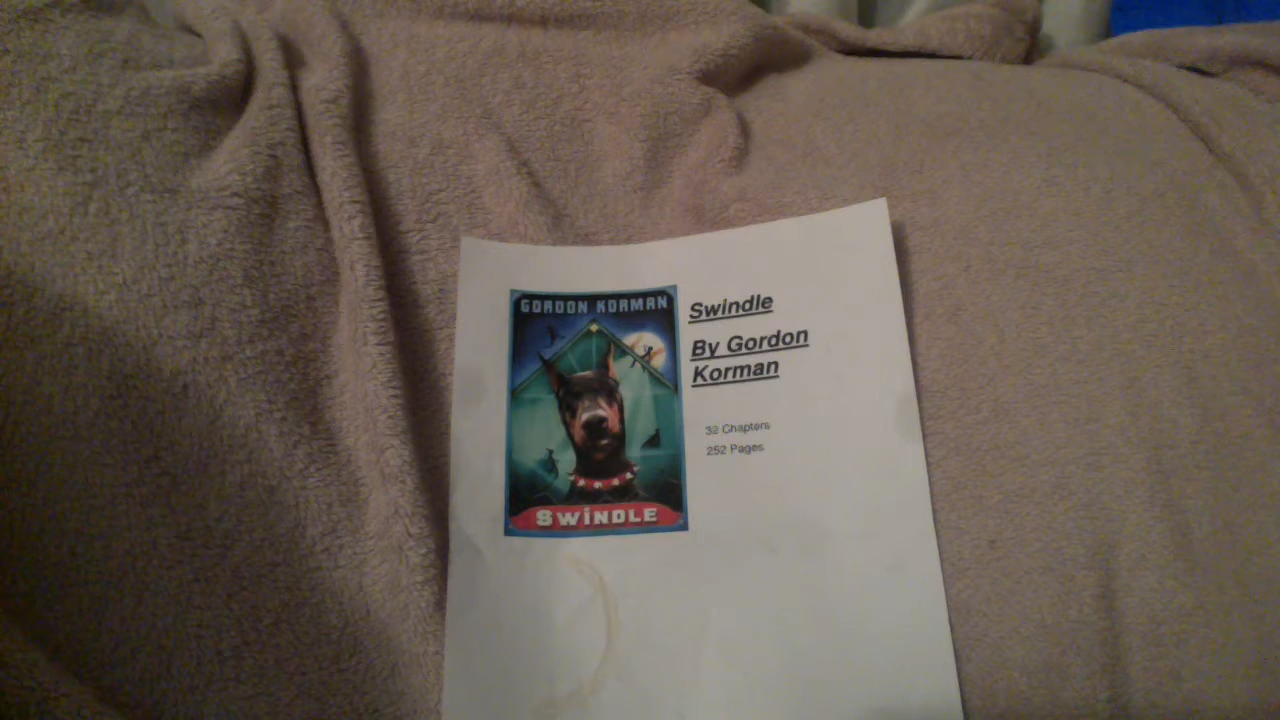 GORDON KORMAN
SWINDLE
Swindle
By Gordon
Korman
32 Chapters
252 Pages